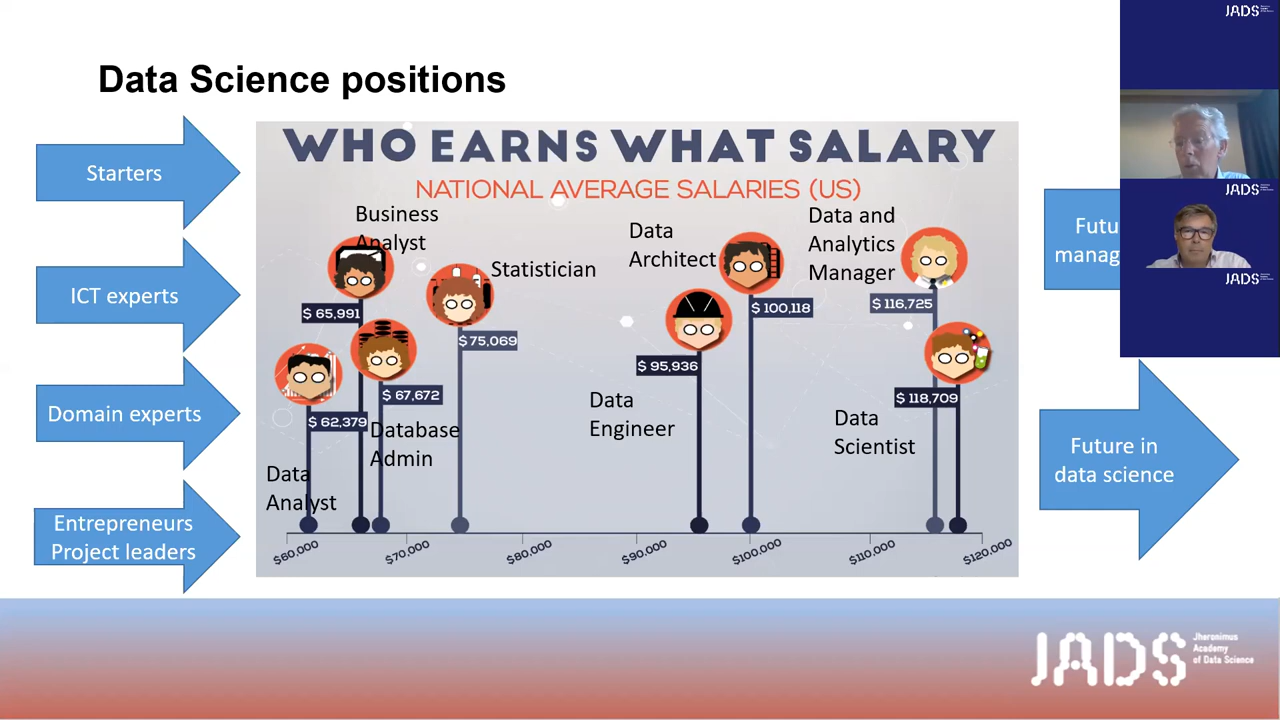 Data Science positions
Starters
ICT experts
Domain experts
Entrepreneurs
Project leaders
WHO EARNS WHAT SALARY
NATIONAL AVERAGE SALARIES (US)
Business
Analyst
Statistician
Data
Architect
Data and
Analytics
Manager
$ 65,991
$ 75,069
$ 100,118
$ 116,725
$ 95,936
$ 67,672
$ 62,379
$ 118,709
Database
Admin
Data
Analyst
Data
Engineer
Data
Scientist
$60,000
$70,000
$80,000
$90,000
$100,000
$110,000
$120,000
Future in
data science
JADS
JADS
JADS
JADS
Jheronimus
Academy
of Data Science